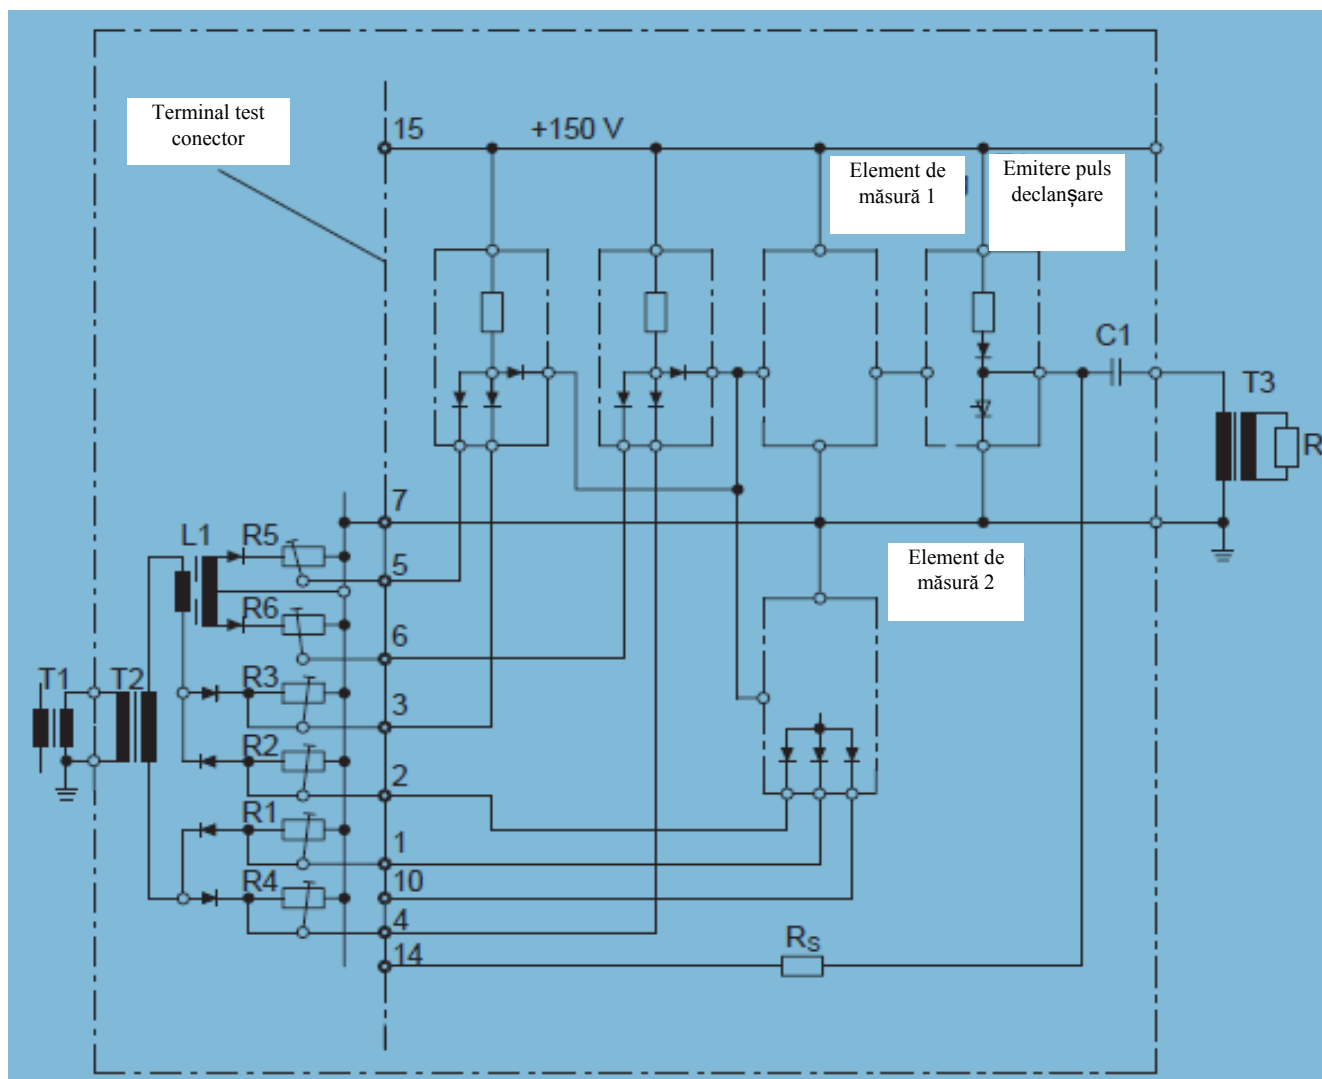 Terminal test
conector
15
+150 V
Element de
măsură 1
Emitere puls
declanșare
C1
T3
R
7
L1
R5
5
Element de
măsură 2
R6
6
T1
T2
R3
3
R2
2
R1
1
R4
10
4
14
RS